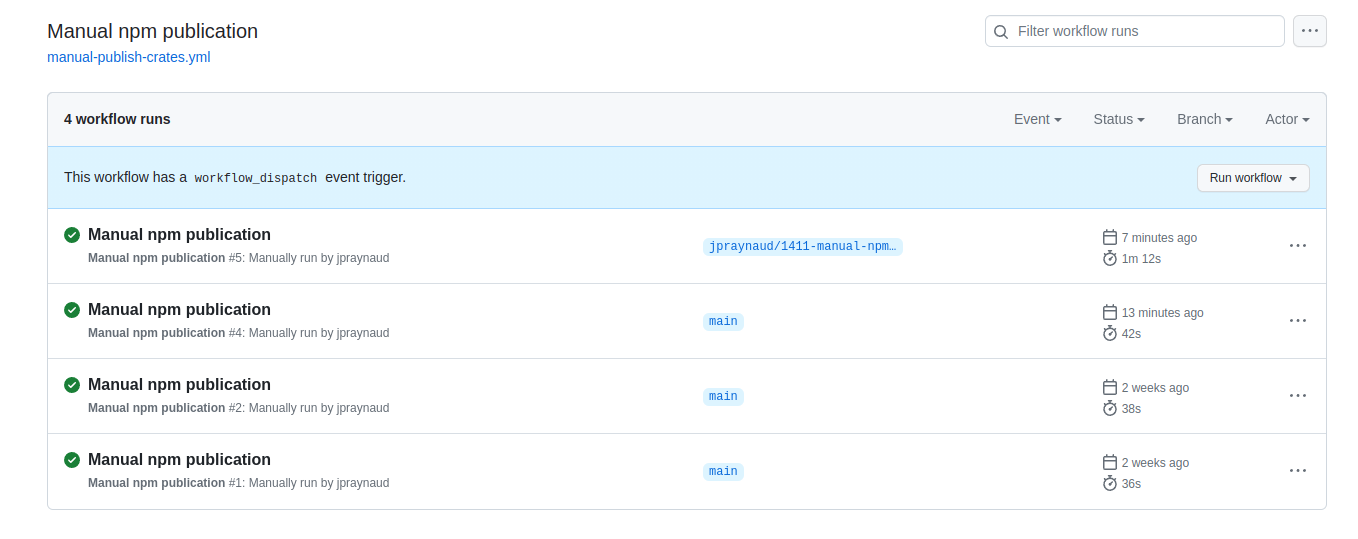 Manual npm publication
Filter workflow runs
manual-publish-crates.yml
4 workflow runs
Event
Status
Branch
Actor
This workflow has a workflow_dispatch event trigger.
Run workflow
Manual npm publication
Manual npm publication #5: Manually run by jpraynaud
jpraynaud/1411-manual-npm…
7 minutes ago
1m 12s
Manual npm publication
Manual npm publication #4: Manually run by jpraynaud
main
13 minutes ago
42s
Manual npm publication
Manual npm publication #2: Manually run by jpraynaud
main
2 weeks ago
38s
Manual npm publication
Manual npm publication #1: Manually run by jpraynaud
main
2 weeks ago
36s